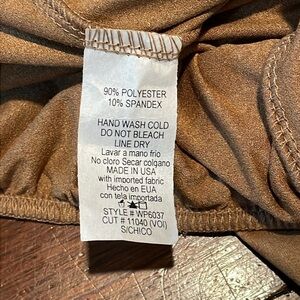 90% POLYESTER
10% SPANDEX
HAND WASH COLD
DO NOT BLEACH
LINE DRY
Lavar a mano frio
No cloro Secar colgano
MADE IN USA
with imported fabric
Hecho en EUA
con tela importada
STYLE # WP6037
CUT # 11040 (VOI)
S/CHICO